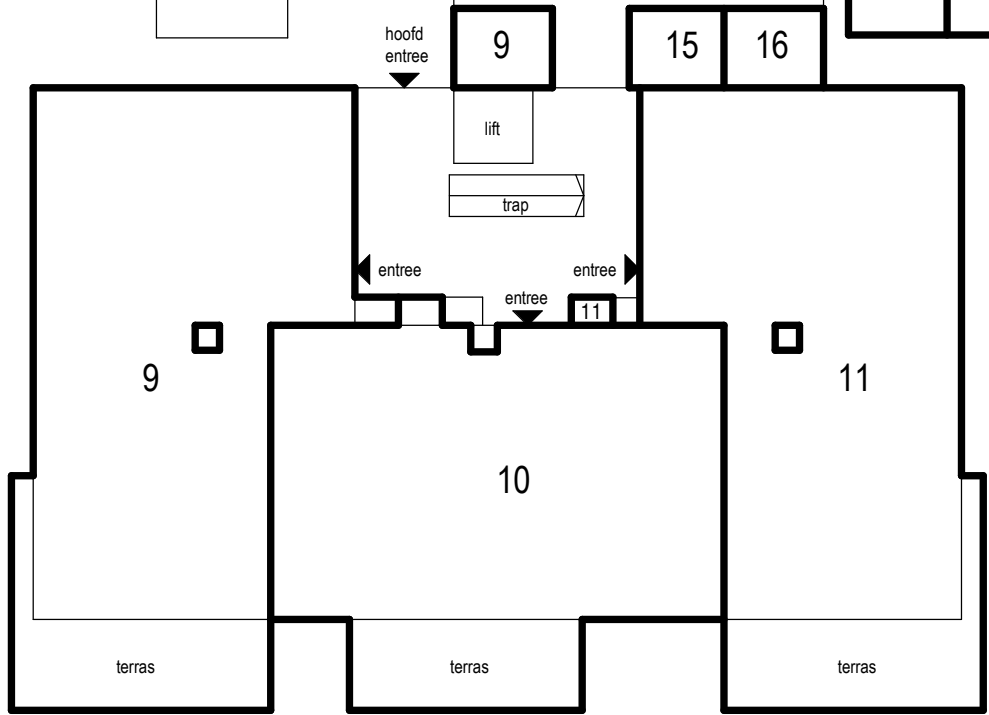 hoofd
entree
9
15
16
lift
trap
entree
entree
entree
11
9
11
10
terras
terras
terras